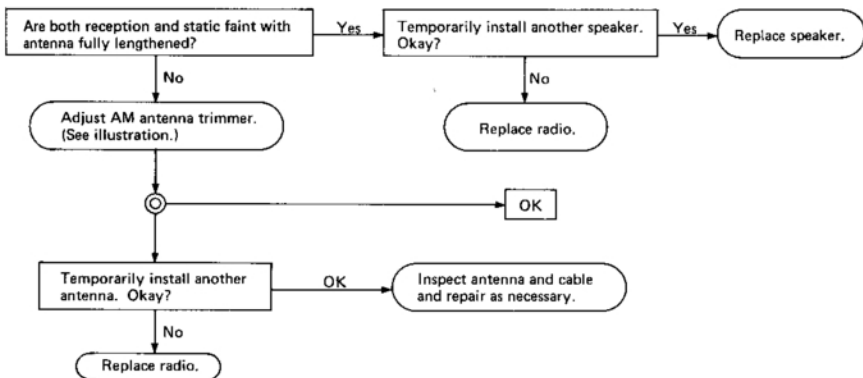 Are both reception and static faint with
antenna fully lengthened?
Yes
Temporarily install another speaker.
Okay?
Yes
Replace speaker.
No
No
Adjust AM antenna trimmer.
(See illustration.)
Replace radio.
OK
Temporarily install another
antenna. Okay?
OK
Inspect antenna and cable
and repair as necessary.
No
Replace radio.